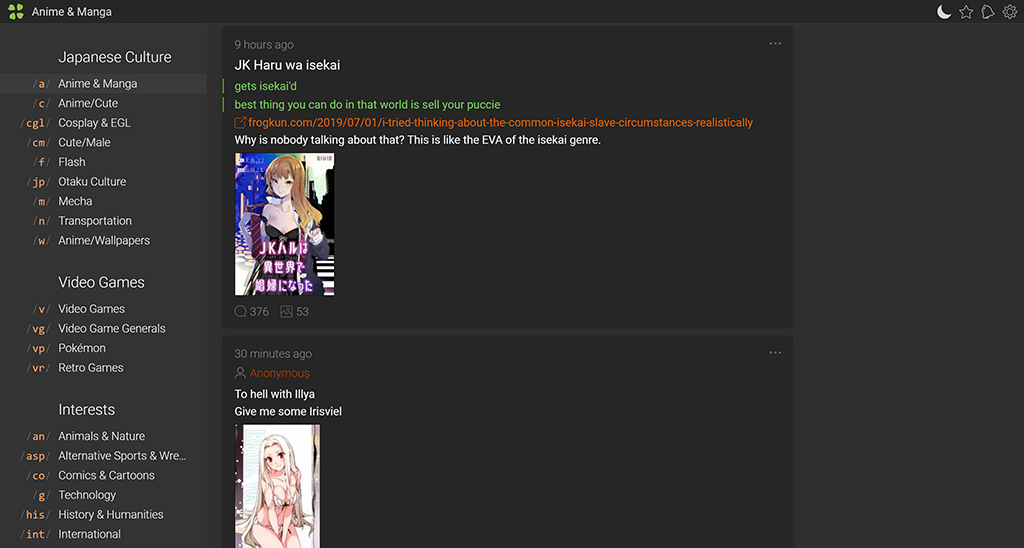 Anime & Manga
Japanese Culture
/a/ Anime & Manga
/c/ Anime/Cute
/cgl/ Cosplay & EGL
/cm/ Cute/Male
/f/ Flash
/jp/ Otaku Culture
/m/ Mecha
/n/ Transportation
/w/ Anime/Wallpapers
Video Games
/v/ Video Games
/vg/ Video Game Generals
/vp/ Pokémon
/vr/ Retro Games
Interests
/an/ Animals & Nature
/asp/ Alternative Sports & Wre...
/co/ Comics & Cartoons
/g/ Technology
/his/ History & Humanities
/int/ International
9 hours ago
JK Haru wa isekai
gets isekai'd
best thing you can do in that world is sell your puccie
frogkun.com/2019/07/01/i-tried-thinking-about-the-common-isekai-slave-circumstances-realistically
Why is nobody talking about that? This is like the EVA of the isekai genre.
JKハルは
異世界で
娼婦になった
376 53
30 minutes ago
Anonymouş
To hell with Illya
Give me some Irisviel